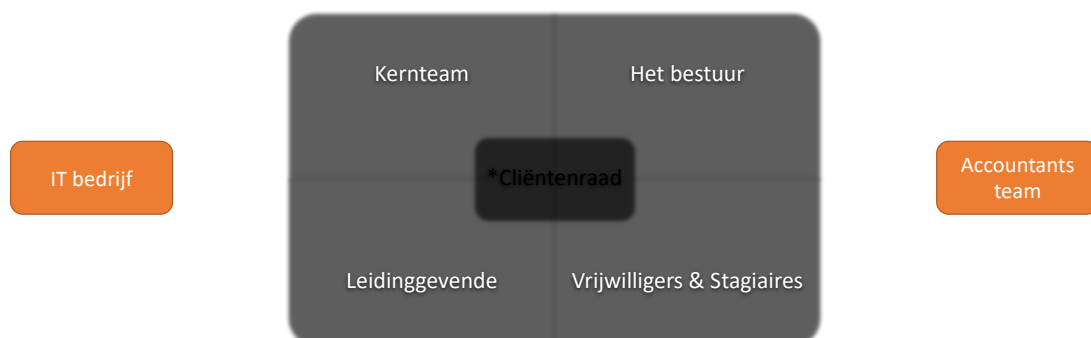 Kernteam
Het bestuur
IT bedrijf
*Cliëntenraad
Accountants
team
Leidinggevende
Vrijwilligers & Stagiaires